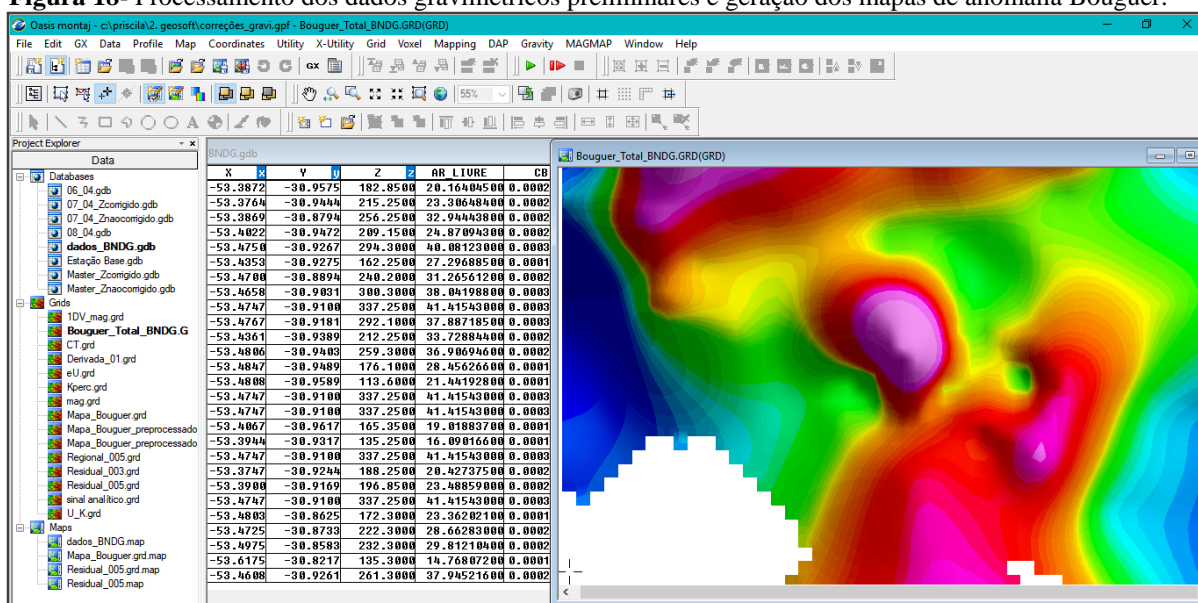 Figura 18- Processamento dos dados gravimétricos preliminares e geração dos mapas de anomalia Bouguer.
Oasis montaj - c:\priscila\2. geosoft\correções_gravi.gpf - Bouguer_Total_BNDG.GRD(GRD)
File Edit GX Data Profile Map Coordinates Utility X-Utility Grid Voxel Mapping DAP Gravity MAGMAP Window Help
GX
55%
Project Explorer
Data
Databases
06_04.gdb
07_04_Zcorrigido.gdb
07_04_Znaocorrigido.gdb
08_04.gdb
dados_BNDG.gdb
Estação Base.gdb
Master_Zcorrigido.gdb
Master_Znaocorrigido.gdb
Grids
1DV_mag.grd
Bouguer_Total_BNDG.G
CT.grd
Derivada_01.grd
eU.grd
Kperc.grd
mag.grd
Mapa_Bouguer.grd
Mapa_Bouguer_preprocessado
Mapa_Bouguer_preprocessado
Regional_005.grd
Residual_003.grd
Residual_005.grd
sinal analítico.grd
U_K.grd
Maps
dados_BNDG.map
Mapa_Bouguer.grd.map
Residual_005.grd.map
Residual_005.map
BNDG.gdb
X x Y y Z z AR_LIVRE CB
-53.3872 -30.9575 182.8500 20.16404500 0.0002
-53.3764 -30.9444 215.2500 23.30648400 0.0002
-53.3869 -30.8794 256.2500 32.94443800 0.0002
-53.4022 -30.9472 209.1500 24.87094300 0.0002
-53.4750 -30.9267 294.3000 40.08123000 0.0003
-53.4353 -30.9275 162.2500 27.29688500 0.0001
-53.4700 -30.8894 240.2000 31.26561200 0.0002
-53.4658 -30.9031 300.3000 38.04198800 0.0003
-53.4747 -30.9100 337.2500 41.41543000 0.0003
-53.4767 -30.9181 292.1000 37.88718500 0.0003
-53.4361 -30.9389 212.2500 33.72884400 0.0002
-53.4806 -30.9403 259.3000 36.90694600 0.0002
-53.4847 -30.9489 176.1000 28.45626600 0.0001
-53.4808 -30.9589 113.6000 21.44192800 0.0001
-53.4747 -30.9100 337.2500 41.41543000 0.0003
-53.4747 -30.9100 337.2500 41.41543000 0.0003
-53.4067 -30.9617 165.3500 19.01883700 0.0001
-53.3944 -30.9317 135.2500 16.09016600 0.0001
-53.4747 -30.9100 337.2500 41.41543000 0.0003
-53.3747 -30.9244 188.2500 20.42737500 0.0002
-53.3900 -30.9169 196.8500 23.48859000 0.0002
-53.4747 -30.9100 337.2500 41.41543000 0.0003
-53.4803 -30.8625 172.3000 23.36202100 0.0001
-53.4725 -30.8733 222.3000 28.66283000 0.0002
-53.4975 -30.8583 232.3000 29.81210400 0.0002
-53.6175 -30.8217 135.3000 14.76807200 0.0001
-53.4608 -30.9261 261.3000 37.94521600 0.0002
Bouguer_Total_BNDG.GRD(GRD)